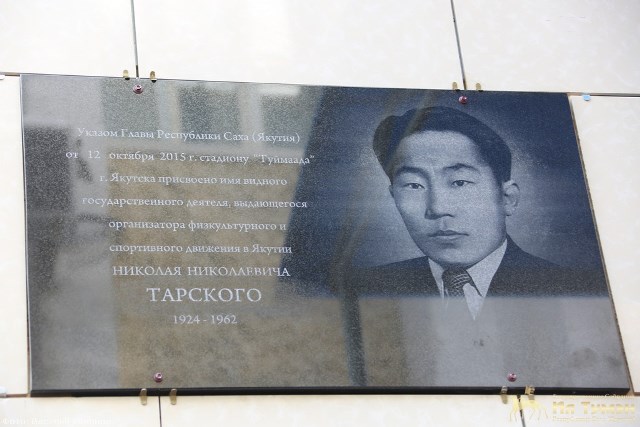 Указом Главы Республики Саха (Якутия)
от 12 октября 2015 г. стадиону "Туймаада"
г. Якутска присвоено имя видного
государственного деятеля, выдающегося
организатора физкультурного и
спортивного движения в Якутии
НИКОЛАЯ НИКОЛАЕВИЧА
ТАРСКОГО
1924 - 1962